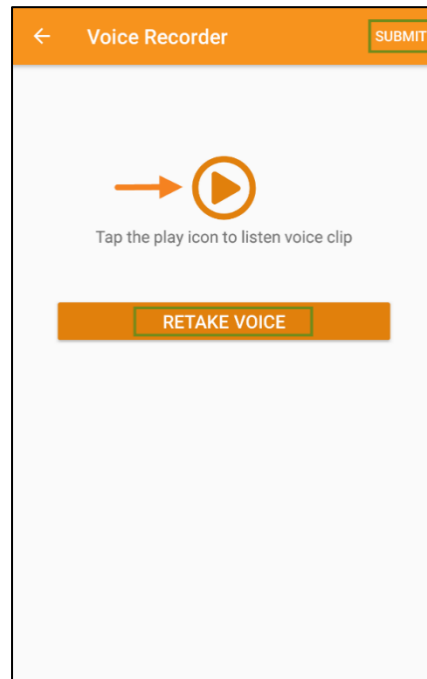 Voice Recorder
SUBMIT
Tap the play icon to listen voice clip
RETAKE VOICE